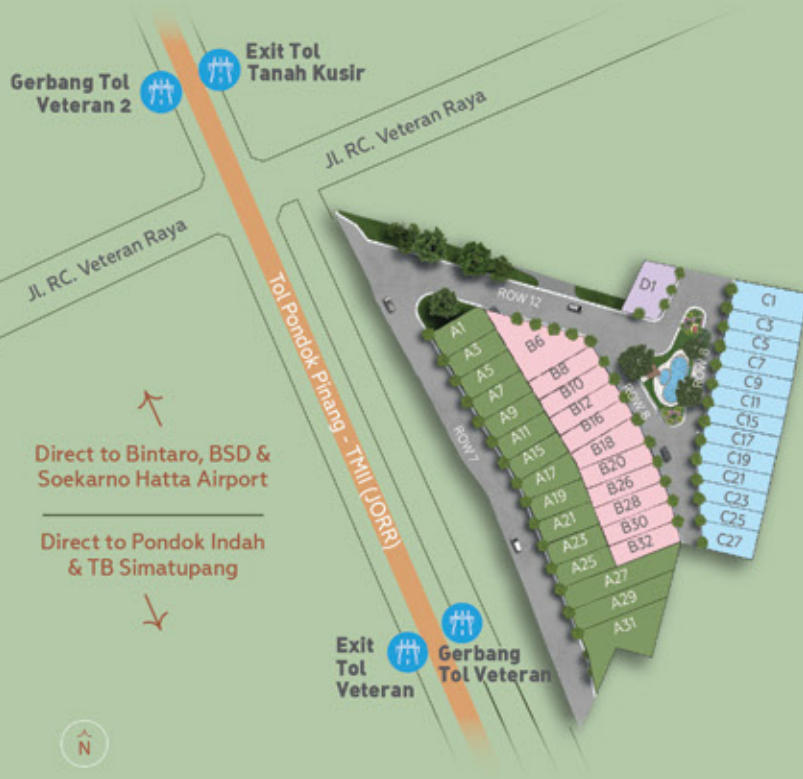 Exit Tol
Tanah Kusir
Gerbang Tol
Veteran 2
Jl. RC. Veteran Raya
Jl. RC. Veteran Raya
Tol Pondok Pinang - TMII (JORR)
Direct to Bintaro, BSD &
Soekarno Hatta Airport
Direct to Pondok Indah
& TB Simatupang
Exit
Tol
Veteran
Gerbang
Tol Veteran
N
ROW 12
ROW 7
ROW 8
ROW 8
D1
A1
A3
A5
A7
A9
A11
A15
A17
A19
A21
A23
A25
A27
A29
A31
B6
B8
B10
B12
B16
B18
B20
B26
B28
B30
B32
C1
C3
C5
C7
C9
C11
C15
C17
C19
C21
C23
C25
C27